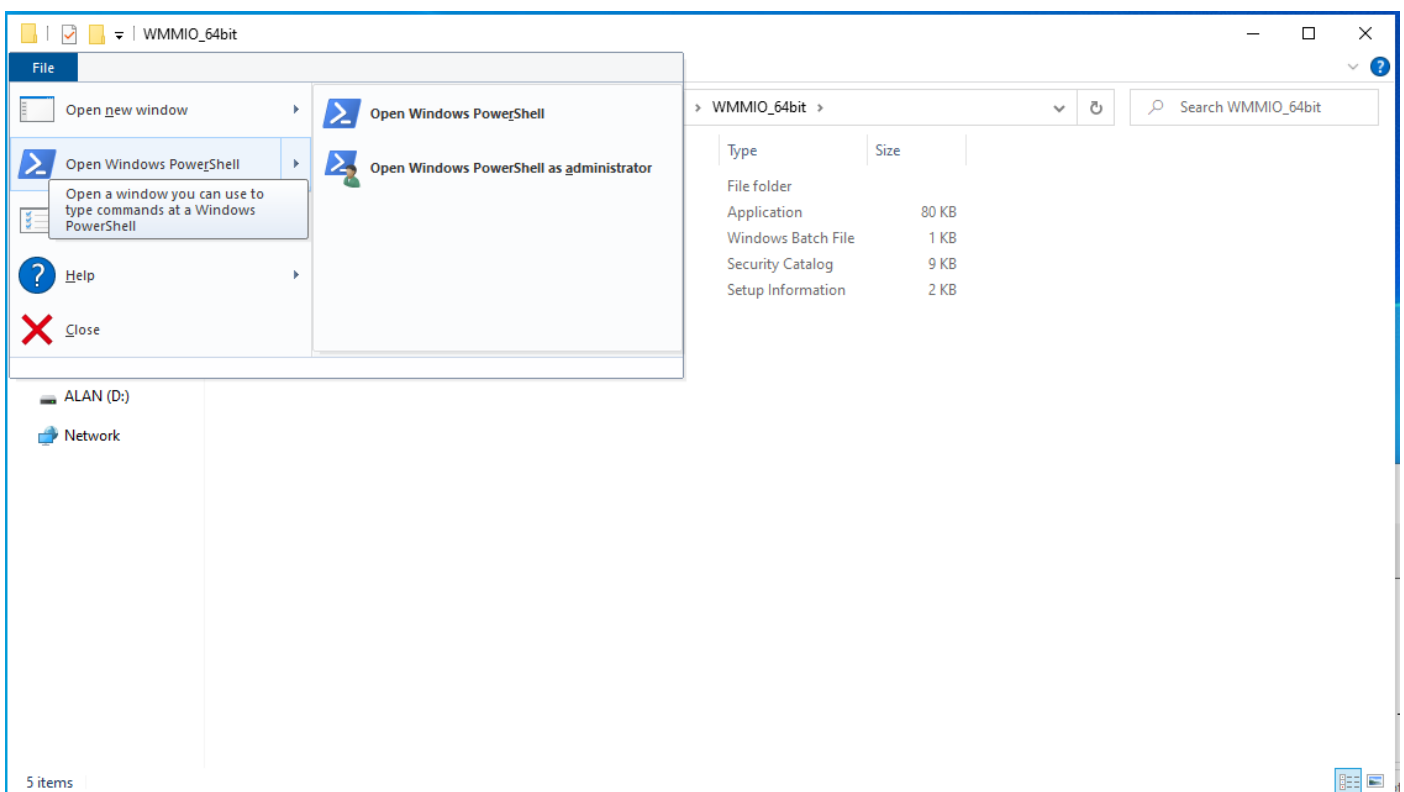 WMMIO_64bit
File
Open new window
Open Windows PowerShell
Open a window you can use to
type commands at a Windows
PowerShell
Help
Close
Open Windows PowerShell
Open Windows PowerShell as administrator
WMMIO_64bit
Search WMMIO_64bit
Type Size
File folder
Application 80 KB
Windows Batch File 1 KB
Security Catalog 9 KB
Setup Information 2 KB
ALAN (D:)
Network
5 items